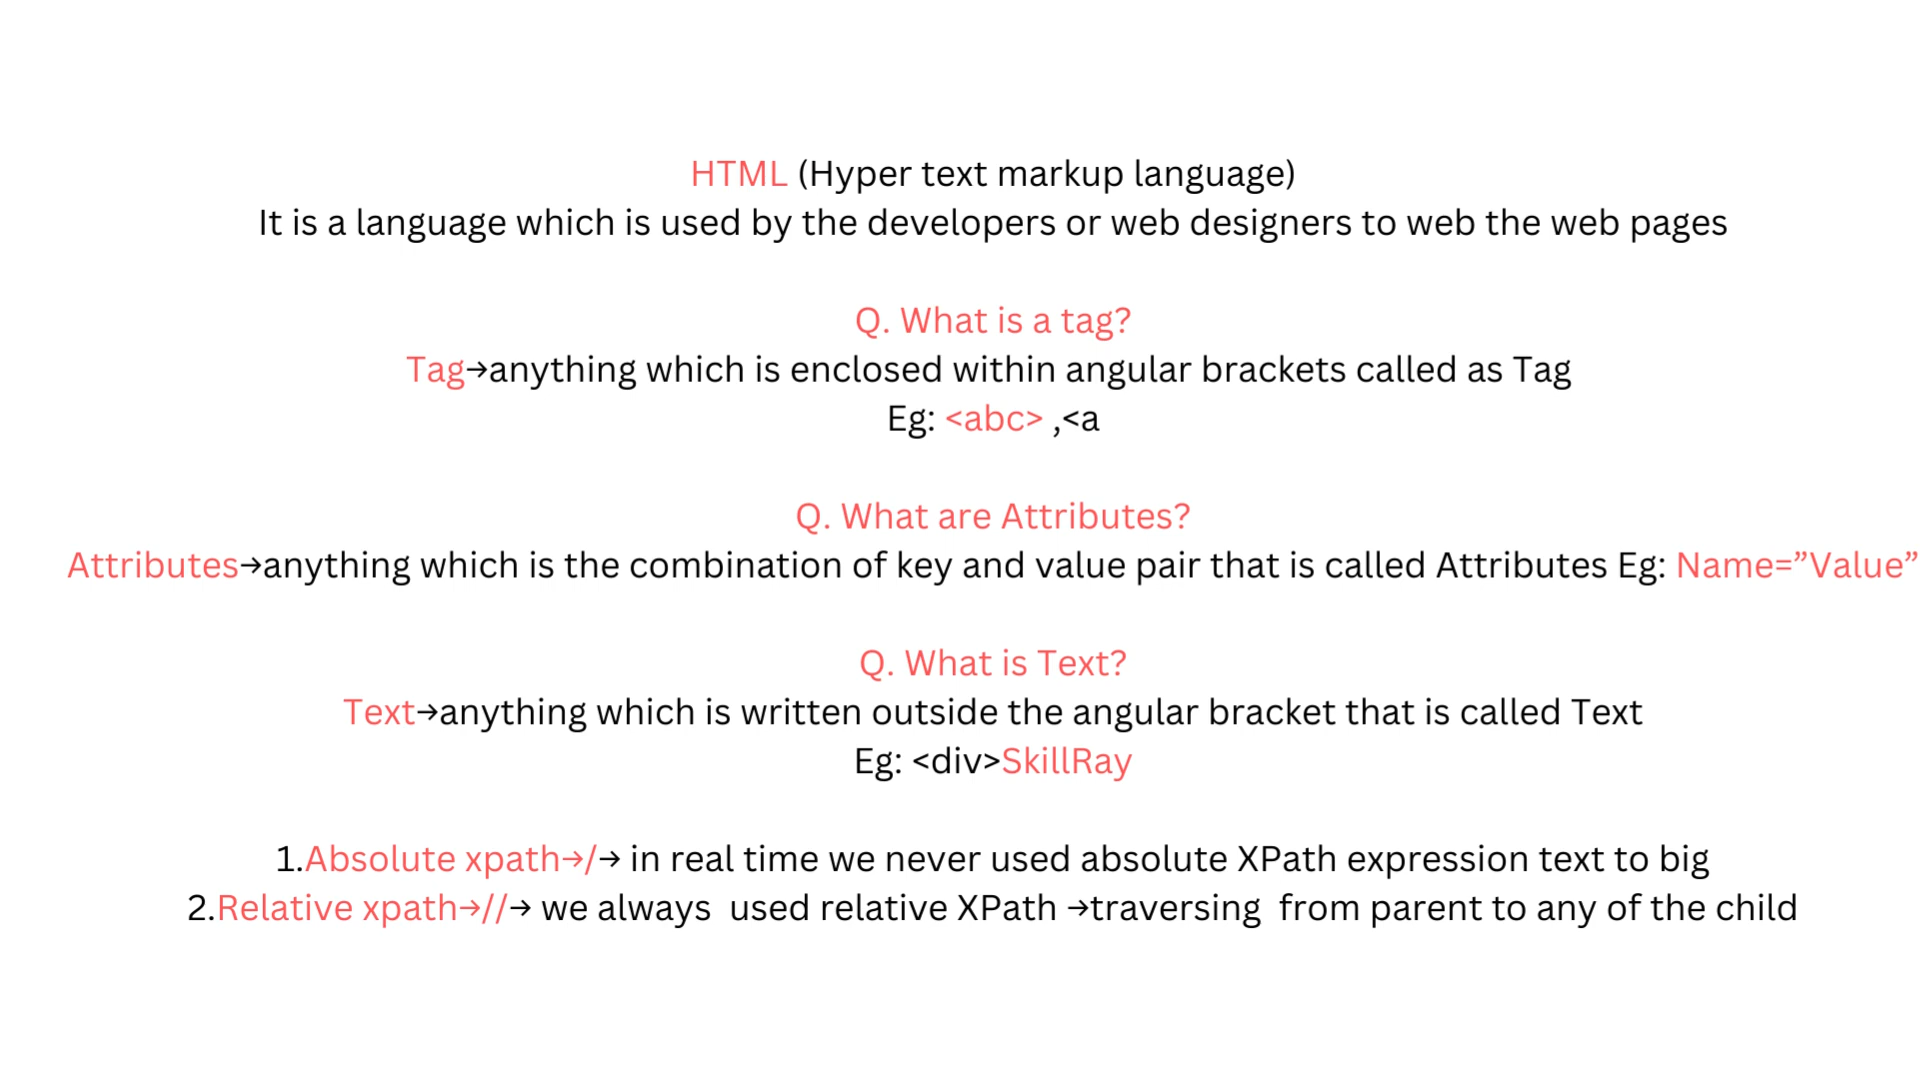 HTML (Hyper text markup language)
It is a language which is used by the developers or web designers to web the web pages
Q. What is a tag?
Tag→anything which is enclosed within angular brackets called as Tag
Eg: <abc> ,<a
Q. What are Attributes?
Attributes→anything which is the combination of key and value pair that is called Attributes Eg: Name=”Value”
Q. What is Text?
Text→anything which is written outside the angular bracket that is called Text
Eg: <div>SkillRay
1.Absolute xpath→/→ in real time we never used absolute XPath expression text to big
2.Relative xpath→//→ we always  used relative XPath →traversing  from parent to any of the child